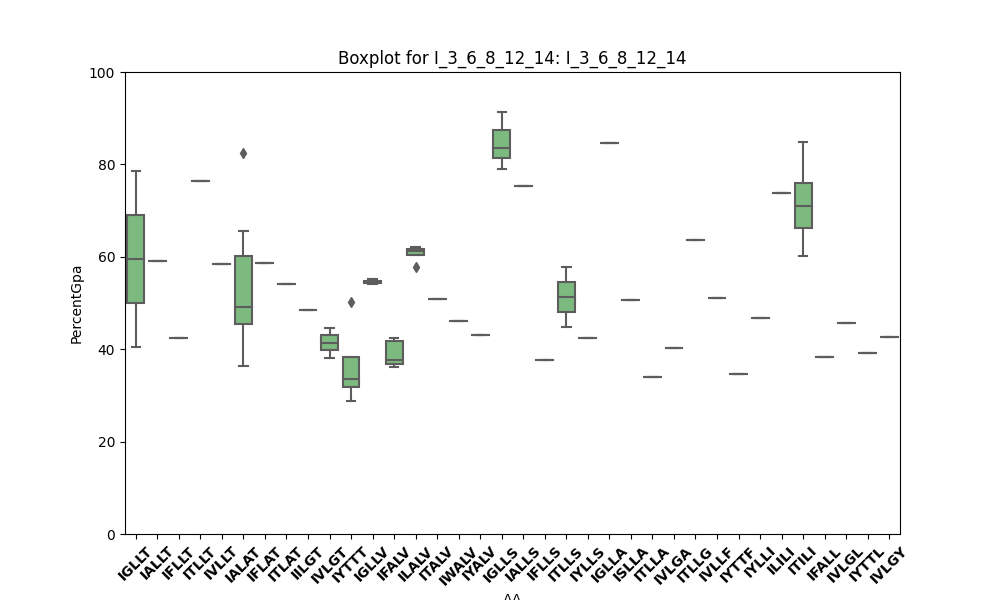 Boxplot for I_3_6_8_12_14: I_3_6_8_12_14
PercentGpa
100
80
60
40
20
0
IGLLT
IALLT
IFLLT
ITLLT
IVLLT
IALAT
IFLAT
ITLAT
IILGT
IVLGT
IYTTT
IGLLV
IFALV
ILALV
ITALV
IWALV
IYALV
IGLLS
IALLS
IFLLS
ITLLS
IYLLS
IGLLA
ISLLA
ITLLA
IVLGA
ITLLG
IVLLF
IYTTF
IYLLI
ILILI
ITILI
IFALL
IVLGL
IYTTL
IVLGY
AA